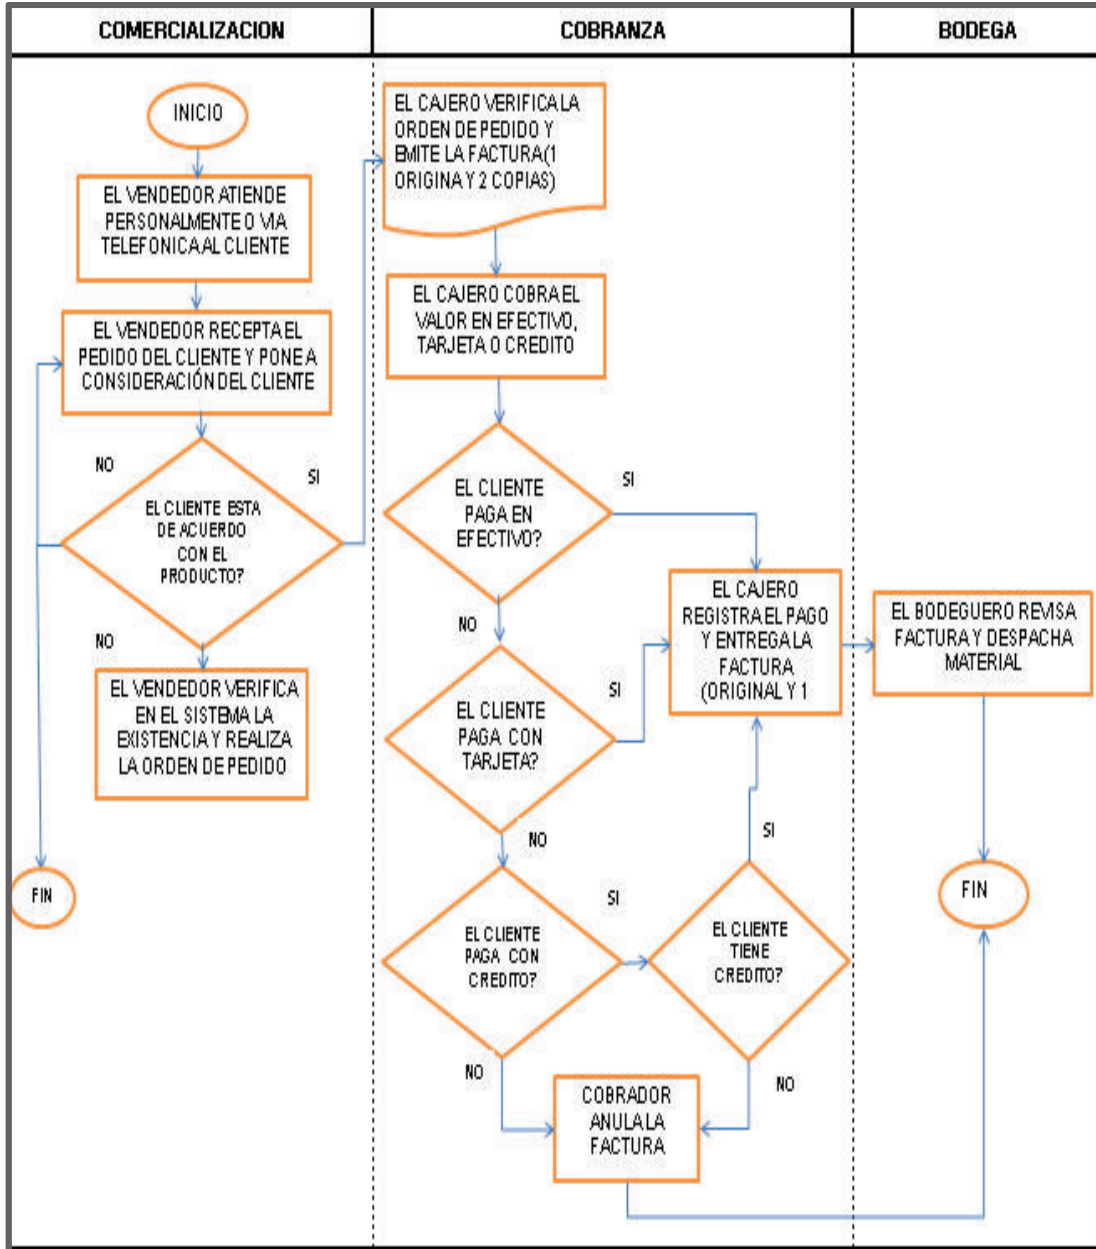 COMERCIALIZACION
COBRANZA
BODEGA
INICIO
EL VENDEDOR ATIENDE
PERSONALMENTE O VIA
TELEFONICA AL CLIENTE
EL VENDEDOR RECEPTA EL
PEDIDO DEL CLIENTE Y PONE A
CONSIDERACIÓN DEL CLIENTE
NO
SI
EL CLIENTE ESTA
DE ACUERDO
CON EL
PRODUCTO?
NO
EL VENDEDOR VERIFICA
EN EL SISTEMA LA
EXISTENCIA Y REALIZA
LA ORDEN DE PEDIDO
FIN
EL CAJERO VERIFICA LA
ORDEN DE PEDIDO Y
EMITE LA FACTURA(1
ORIGINA Y 2 COPIAS)
EL CAJERO COBRA EL
VALOR EN EFECTIVO,
TARJETA O CREDITO
EL CLIENTE
PAGA EN
EFECTIVO?
SI
NO
EL CLIENTE
PAGA CON
TARJETA?
SI
NO
EL CLIENTE
PAGA CON
CREDITO?
SI
NO
EL CLIENTE
TIENE
CREDITO?
SI
NO
EL CAJERO
REGISTRA EL PAGO
Y ENTREGA LA
FACTURA
(ORIGINAL Y 1
COBRADOR
ANULA LA
FACTURA
EL BODEGUERO REVISA
FACTURA Y DESPACHA
MATERIAL
FIN